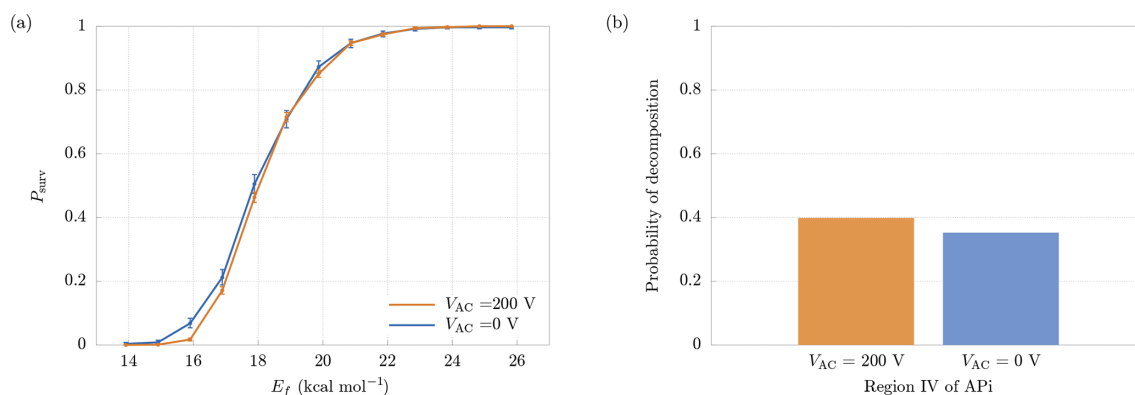 (a)
1
0.8
0.6
0.4
0.2
0
P_surv
14 16 18 20 22 24 26
E_f (kcal mol⁻¹)
V_AC =200 V
V_AC =0 V
(b)
1
0.8
0.6
0.4
0.2
0
Probability of decomposition
V_AC = 200 V V_AC = 0 V
Region IV of APi